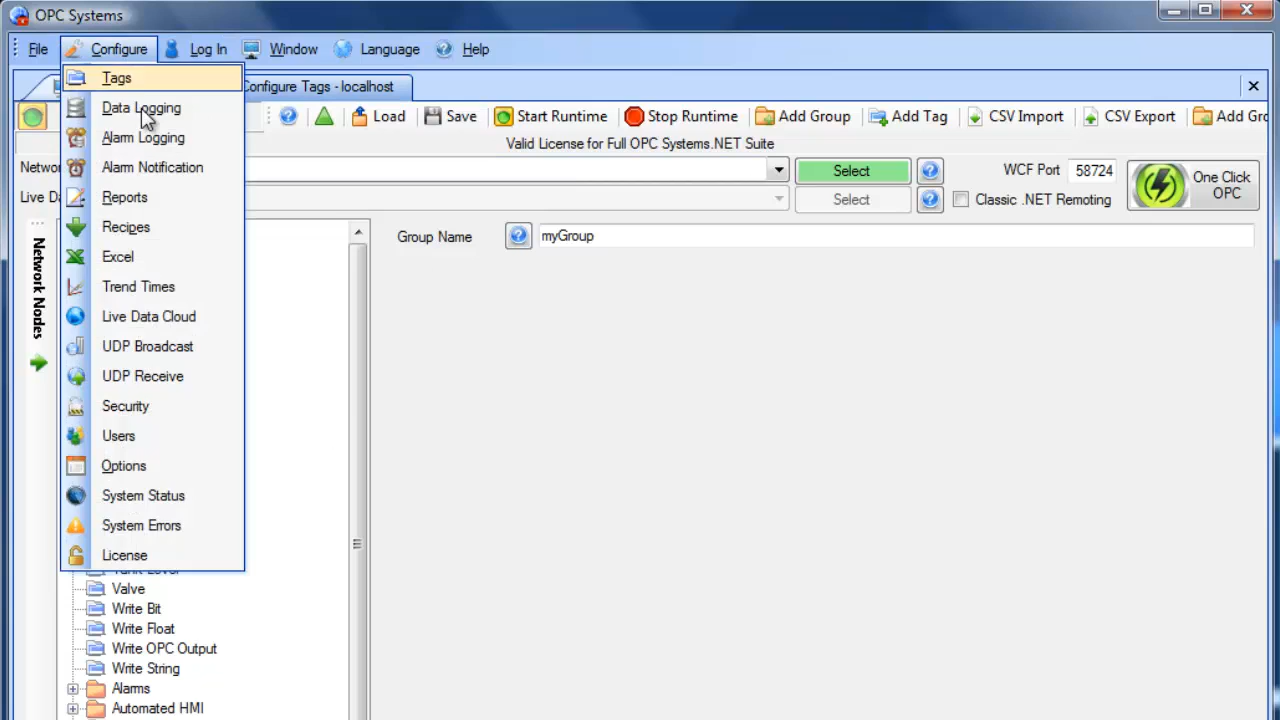 OPC Systems
File Configure Log In Window Language Help
Tags
Configure Tags - localhost
Data Logging
Load Save Start Runtime Stop Runtime Add Group Add Tag CSV Import CSV Export Add Gro
Alarm Logging
Valid License for Full OPC Systems.NET Suite
Netwo
Alarm Notification
Select
WCF Port 58724
One Click
OPC
Live Da
Reports
Select
Classic .NET Remoting
Recipes
Group Name myGroup
Network Nodes
Excel
Trend Times
Live Data Cloud
UDP Broadcast
UDP Receive
Security
Users
Options
System Status
System Errors
License
Valve
Write Bit
Write Float
Write OPC Output
Write String
Alarms
Automated HMI